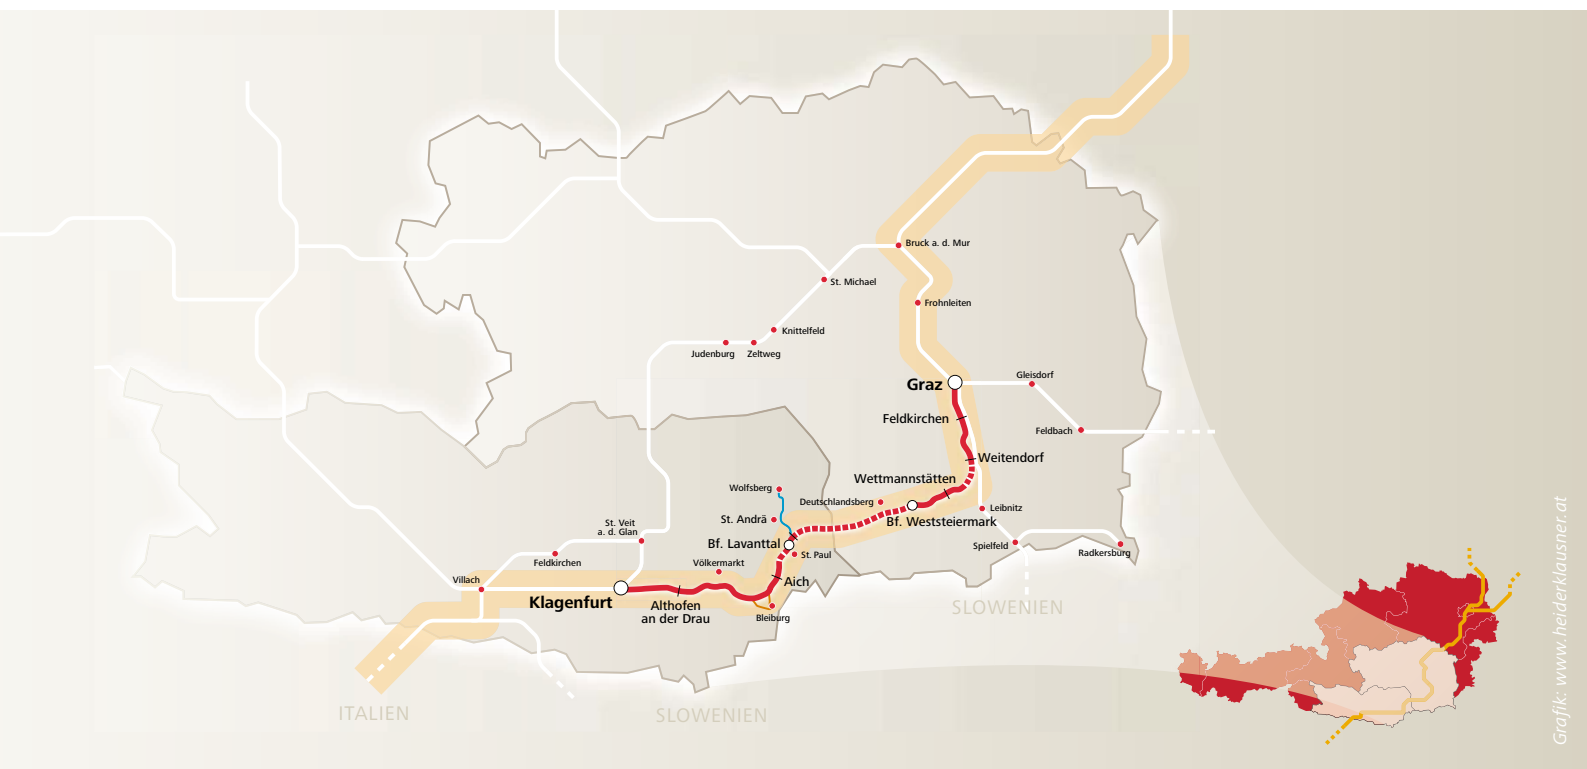 Bruck a. d. Mur
St. Michael
Frohnleiten
Knittelfeld
Judenburg
Zeltweg
Graz
Gleisdorf
Feldkirchen
Feldbach
Weitendorf
Wettmannstätten
Wolfsberg
Deutschlandsberg
Leibnitz
St. Andrä
Bf. Weststeiermark
St. Veit
a. d. Glan
Bf. Lavanttal
Spielfeld
Radkersburg
St. Paul
Feldkirchen
Völkermarkt
Villach
Aich
Klagenfurt
Althofen
an der Drau
Bleiburg
SLOWENIEN
ITALIEN
SLOWENIEN
Grafik: www.heiderklausner.at